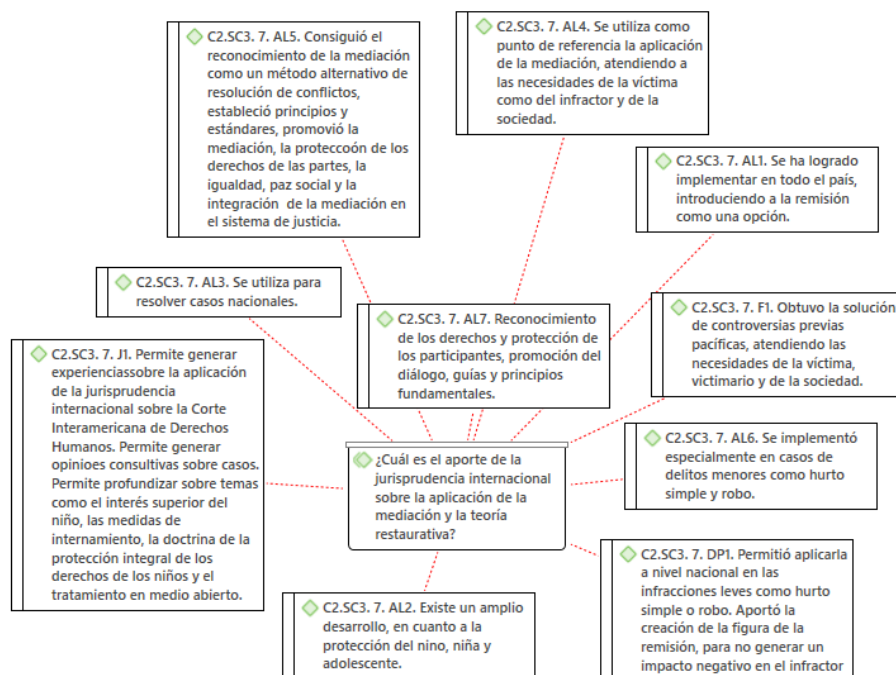 C2.SC3. 7. AL5. Consiguió el
reconocimiento de la mediación
como un método alternativo de
resolución de conflictos,
estableció principios y
estándares, promovió la
mediación, la proteccoón de los
derechos de las partes, la
igualdad, paz social y la
integración de la mediación en
el sistema de justicia.
C2.SC3. 7. AL4. Se utiliza como
punto de referencia la aplicación
de la mediación, atendiendo a
las necesidades de la víctima
como del infractor y de la
sociedad.
C2.SC3. 7. AL1. Se ha logrado
implementar en todo el país,
introduciendo a la remisión
como una opción.
C2.SC3. 7. AL3. Se utiliza para
resolver casos nacionales.
C2.SC3. 7. AL7. Reconocimiento
de los derechos y protección de
los participantes, promoción del
diálogo, guías y principios
fundamentales.
C2.SC3. 7. F1. Obtuvo la solución
de controversias previas
pacíficas, atendiendo las
necesidades de la víctima,
victimario y de la sociedad.
C2.SC3. 7. J1. Permite generar
experienciassobre la aplicación
de la jurisprudencia
internacional sobre la Corte
Interamericana de Derechos
Humanos. Permite generar
opinioes consultivas sobre casos.
Permite profundizar sobre temas
como el interés superior del
niño, las medidas de
internamiento, la doctrina de la
protección integral de los
derechos de los niños y el
tratamiento en medio abierto.
¿Cuál es el aporte de la
jurisprudencia internacional
sobre la aplicación de la
mediación y la teoría
restaurativa?
C2.SC3. 7. AL6. Se implementó
especialmente en casos de
delitos menores como hurto
simple y robo.
C2.SC3. 7. DP1. Permitió aplicarla
a nivel nacional en las
infracciones leves como hurto
simple o robo. Aportó la
creación de la figura de la
remisión, para no generar un
impacto negativo en el infractor
C2.SC3. 7. AL2. Existe un amplio
desarrollo, en cuanto a la
protección del nino, niña y
adolescente.